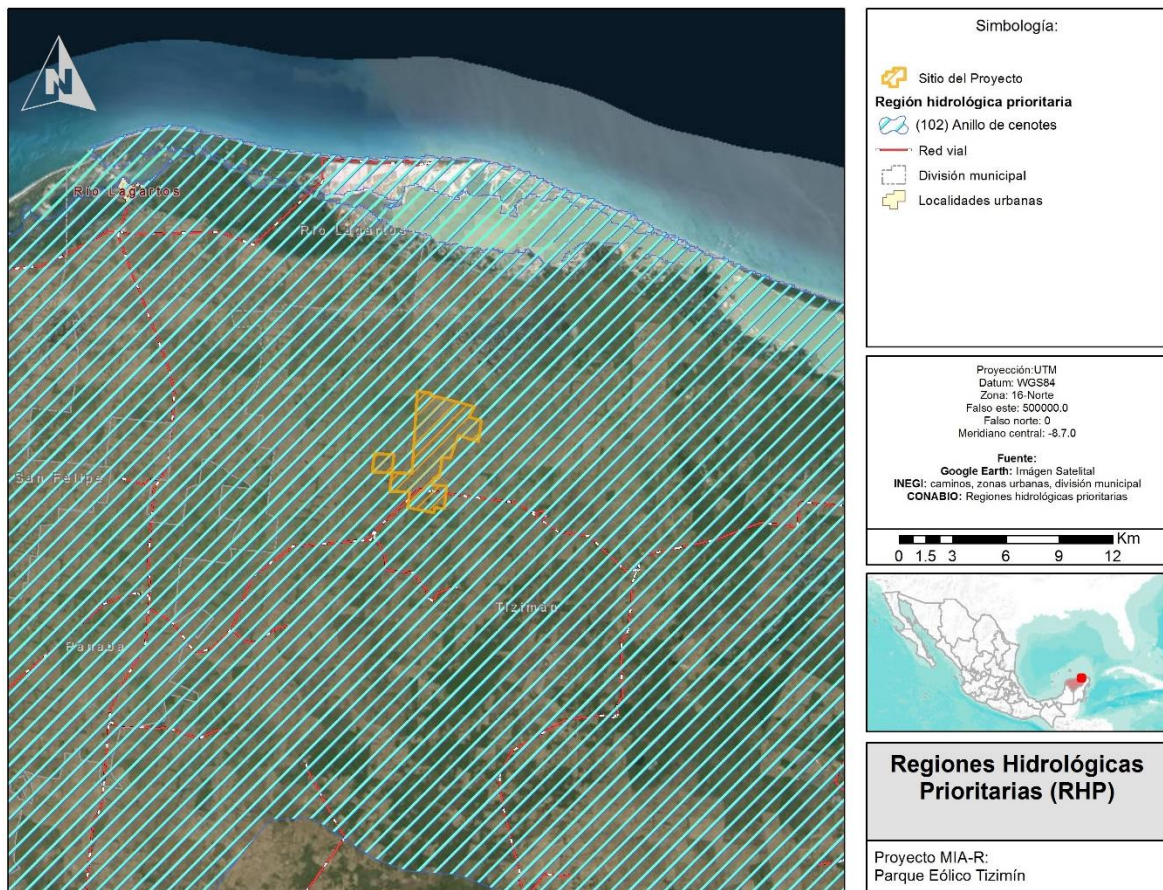 N
Río Lagartos
Río Lagartos
San Felipe
Tizimín
Panabá
Simbología:
Sitio del Proyecto
Región hidrológica prioritaria
(102) Anillo de cenotes
Red vial
División municipal
Localidades urbanas
Proyección:UTM
Datum: WGS84
Zona: 16-Norte
Falso este: 500000.0
Falso norte: 0
Meridiano central: -8.7.0
Fuente:
Google Earth: Imágen Satelital
INEGI: caminos, zonas urbanas, división municipal
CONABIO: Regiones hidrológicas prioritarias
Km
0 1.5 3 6 9 12
Regiones Hidrológicas
Prioritarias (RHP)
Proyecto MIA-R:
Parque Eólico Tizimín